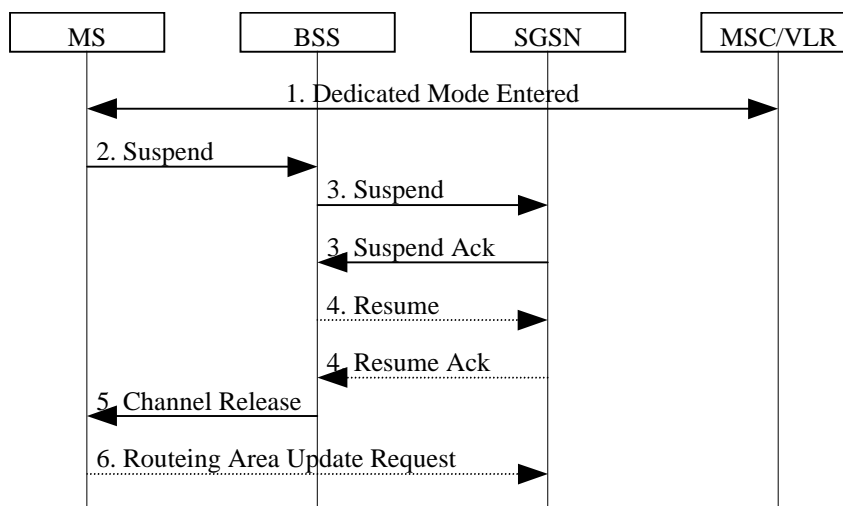 MS BSS SGSN MSC/VLR
1. Dedicated Mode Entered
2. Suspend
3. Suspend
3. Suspend Ack
4. Resume
4. Resume Ack
5. Channel Release
6. Routeing Area Update Request